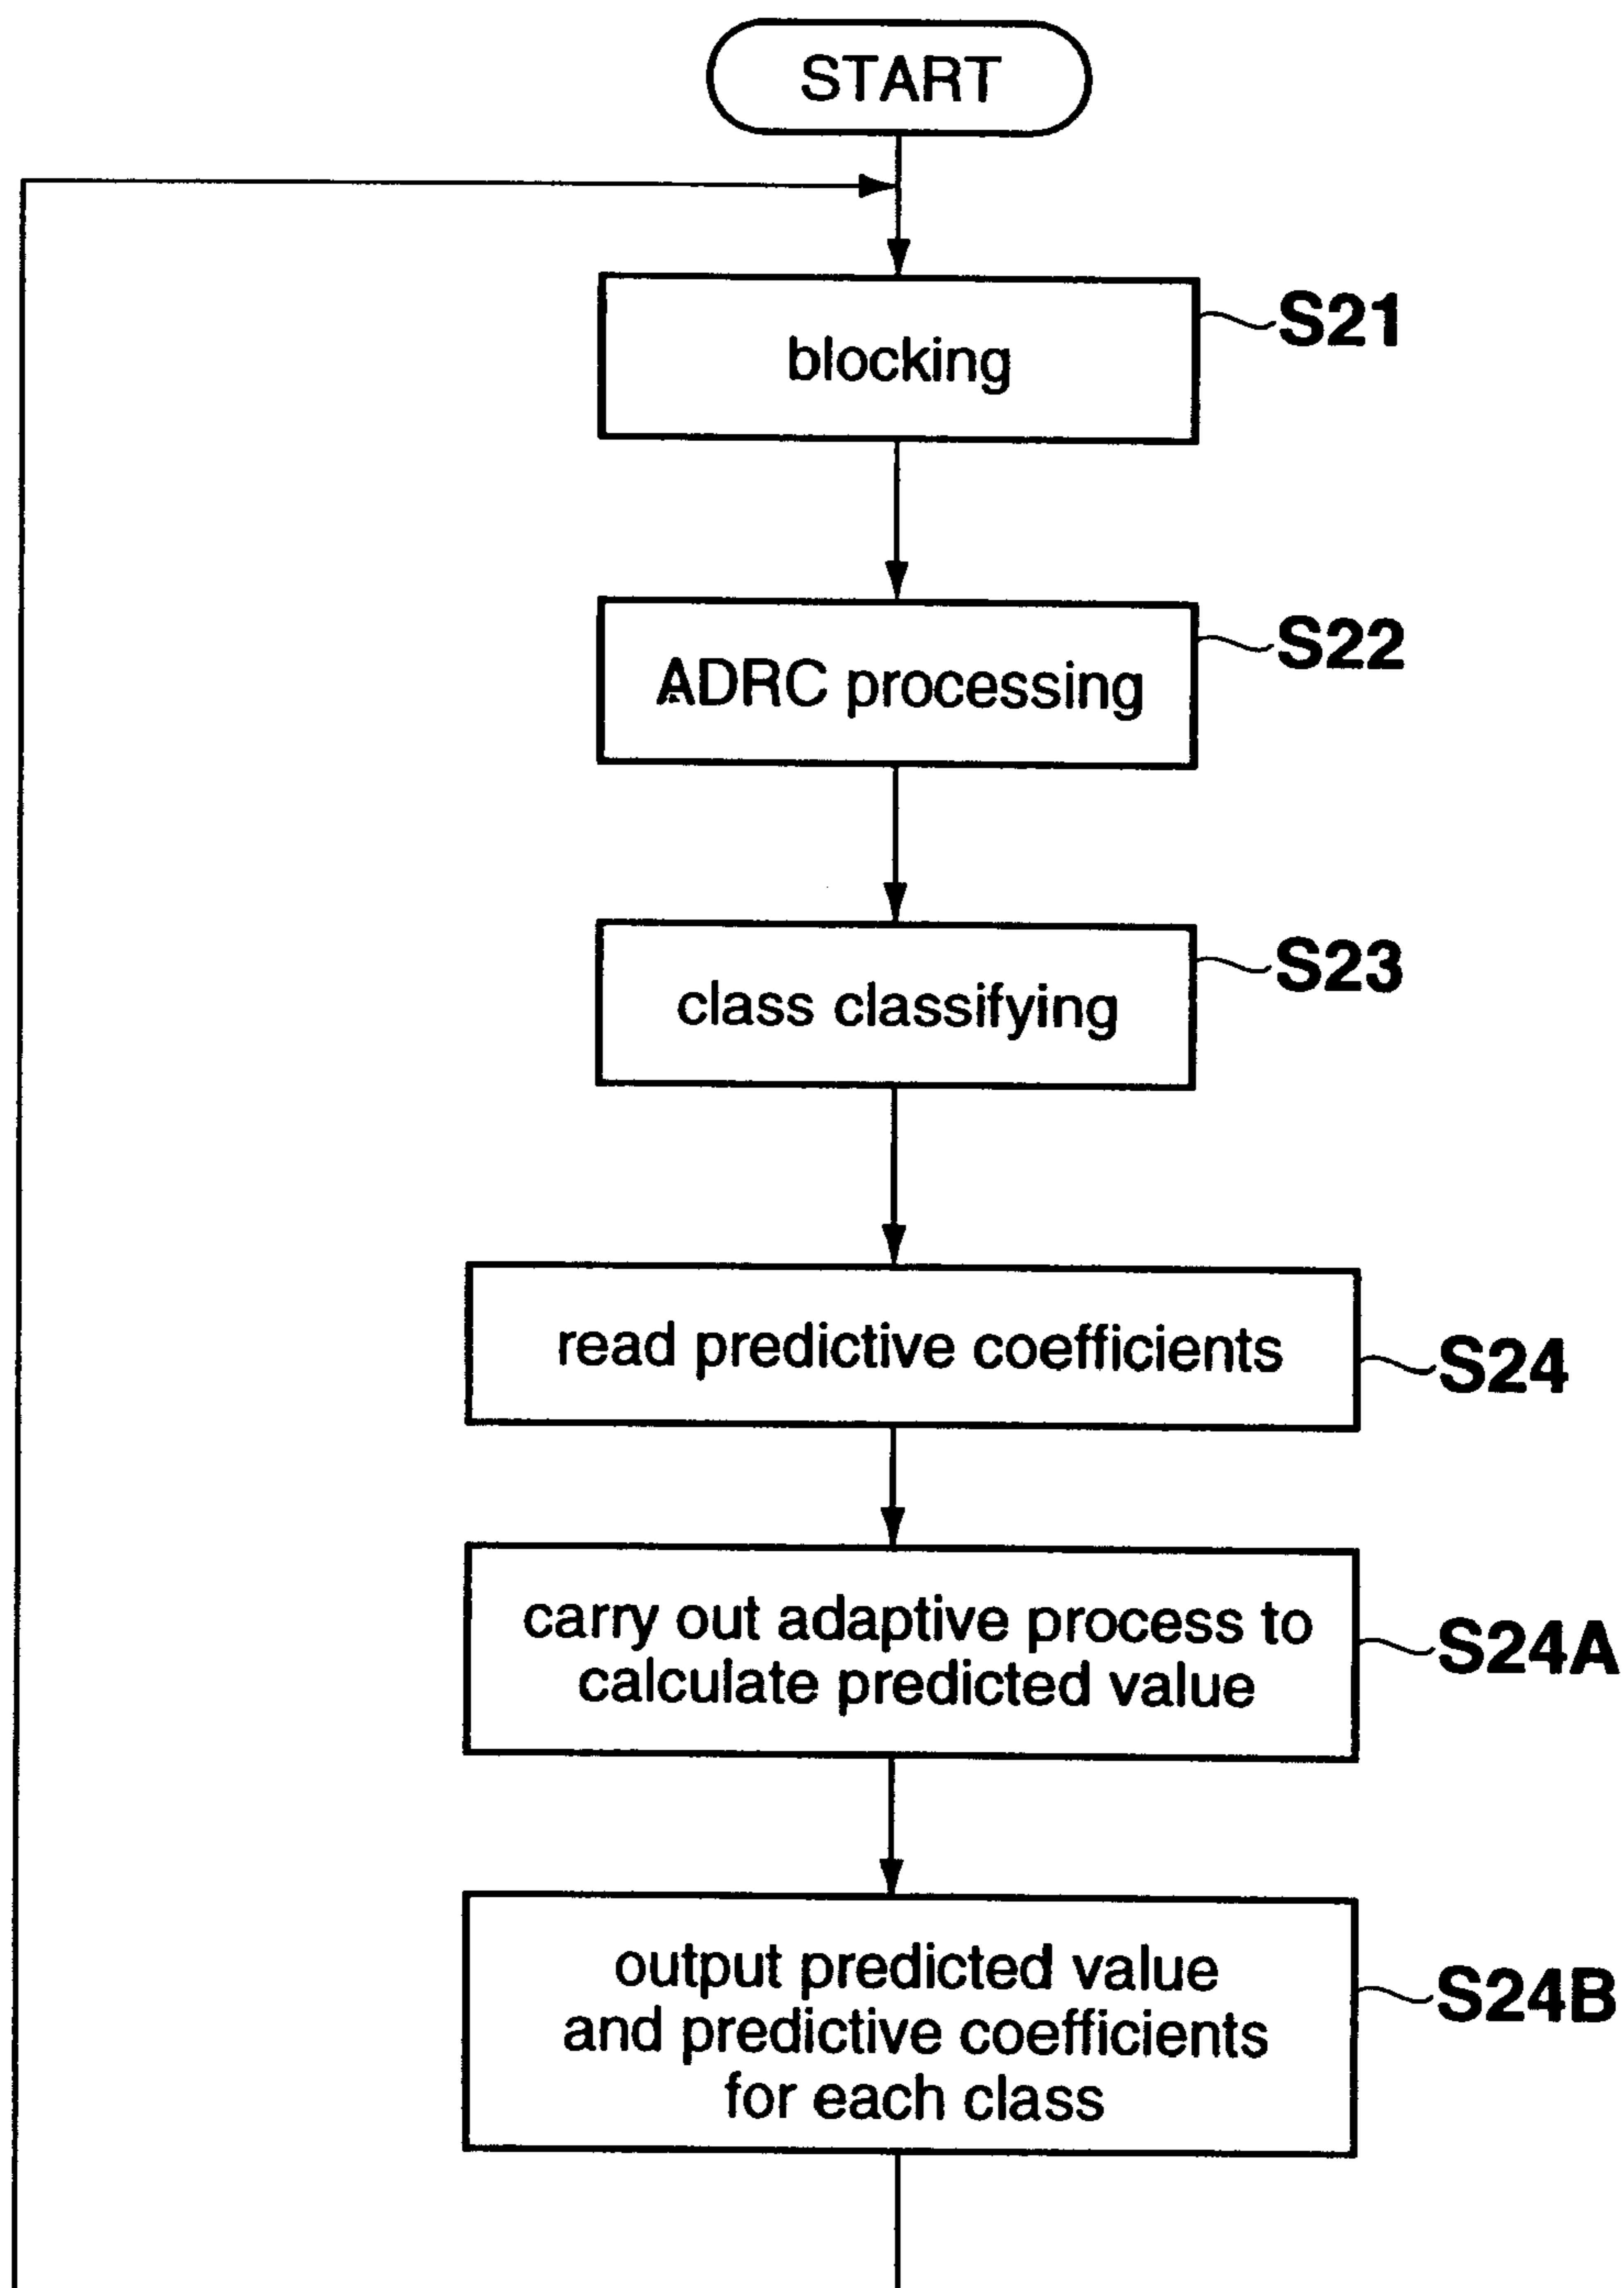 START
blocking
S21
ADRC processing
S22
class classifying
S23
read predictive coefficients
S24
carry out adaptive process to
calculate predicted value
S24A
output predicted value
and predictive coefficients
for each class
S24B